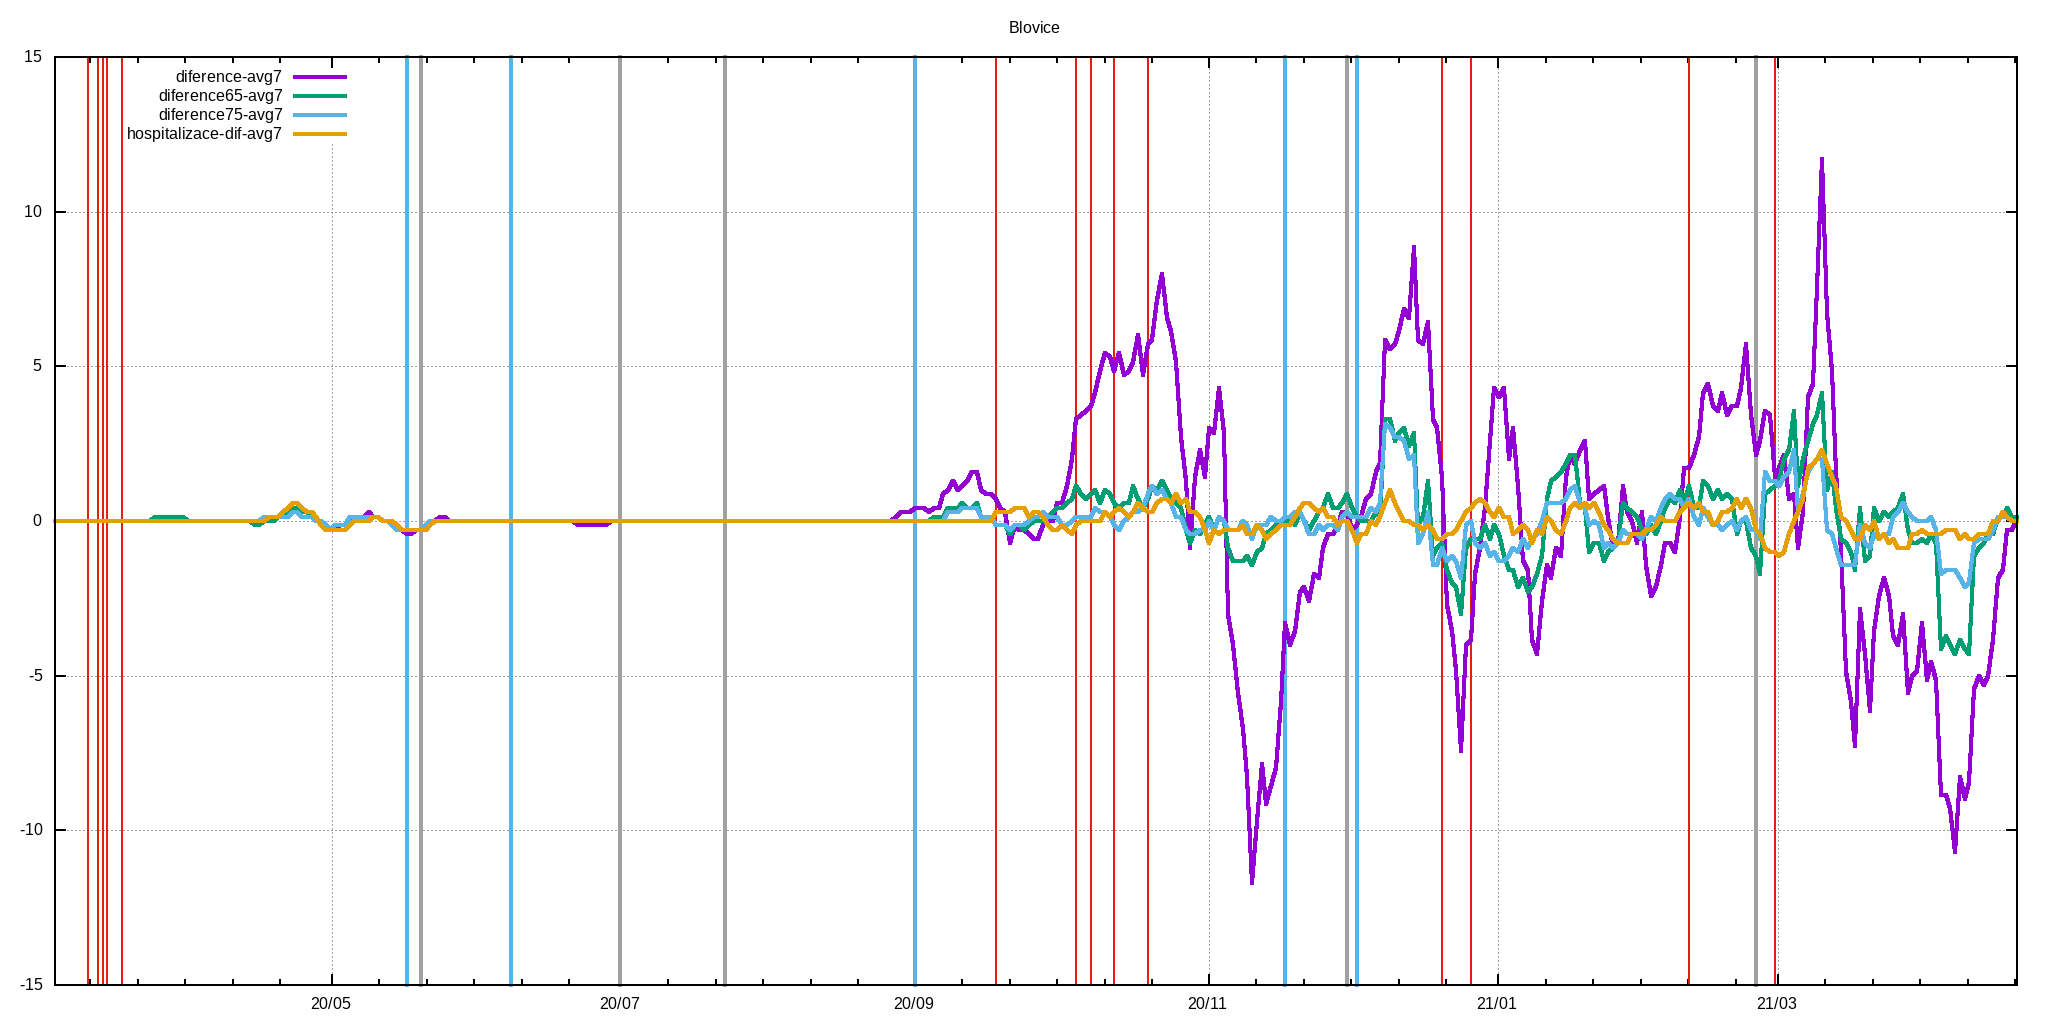 Blovice
15
10
5
0
-5
-10
-15
diference-avg7
diference65-avg7
diference75-avg7
hospitalizace-dif-avg7
20/05
20/07
20/09
20/11
21/01
21/03